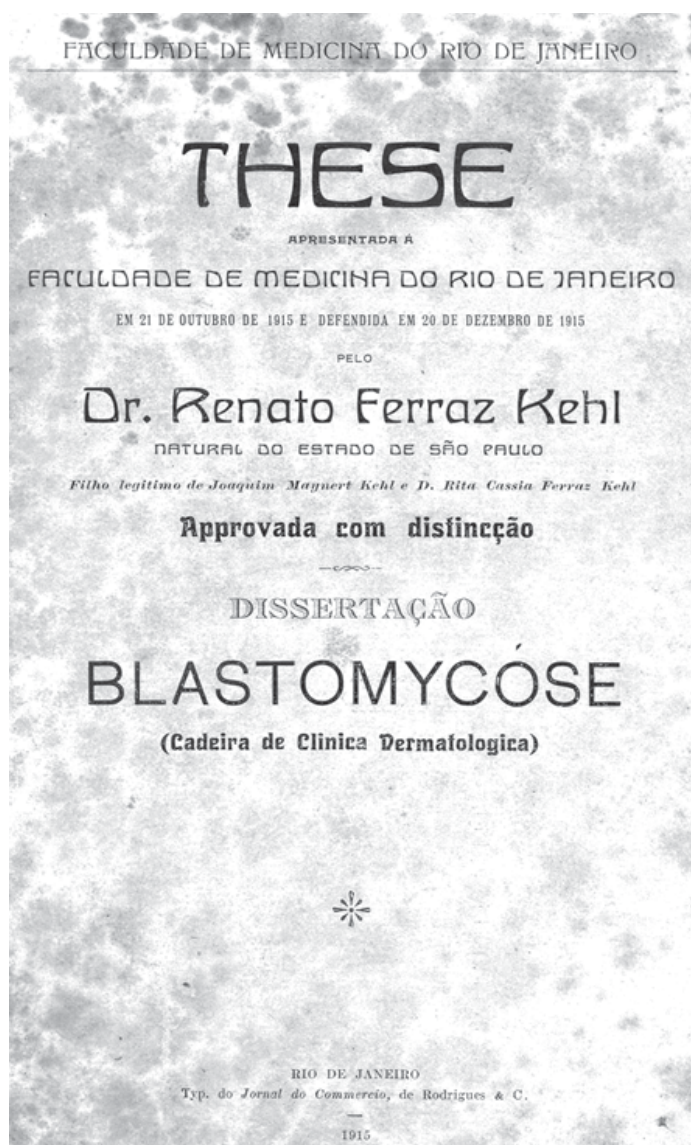 FACULDADE DE MEDICINA DO RIO DE JANEIRO
THESE
APRESENTADA Á
FACULDADE DE MEDICINA DO RIO DE JANEIRO
EM 21 DE OUTUBRO DE 1915 E DEFENDIDA EM 20 DE DEZEMBRO DE 1915
PELO
Dr. Renato Ferraz Kehl
NATURAL DO ESTADO DE SÃO PAULO
Filho legitimo de Joaquim Maynert Kehl e D. Rita Cassia Ferraz Kehl
Approvada com distincção
DISSERTAÇÃO
BLASTOMYCÓSE
(Cadeira de Clinica Dermatologica)
RIO DE JANEIRO
Typ. do Jornal do Commercio, de Rodrigues & C.
1915